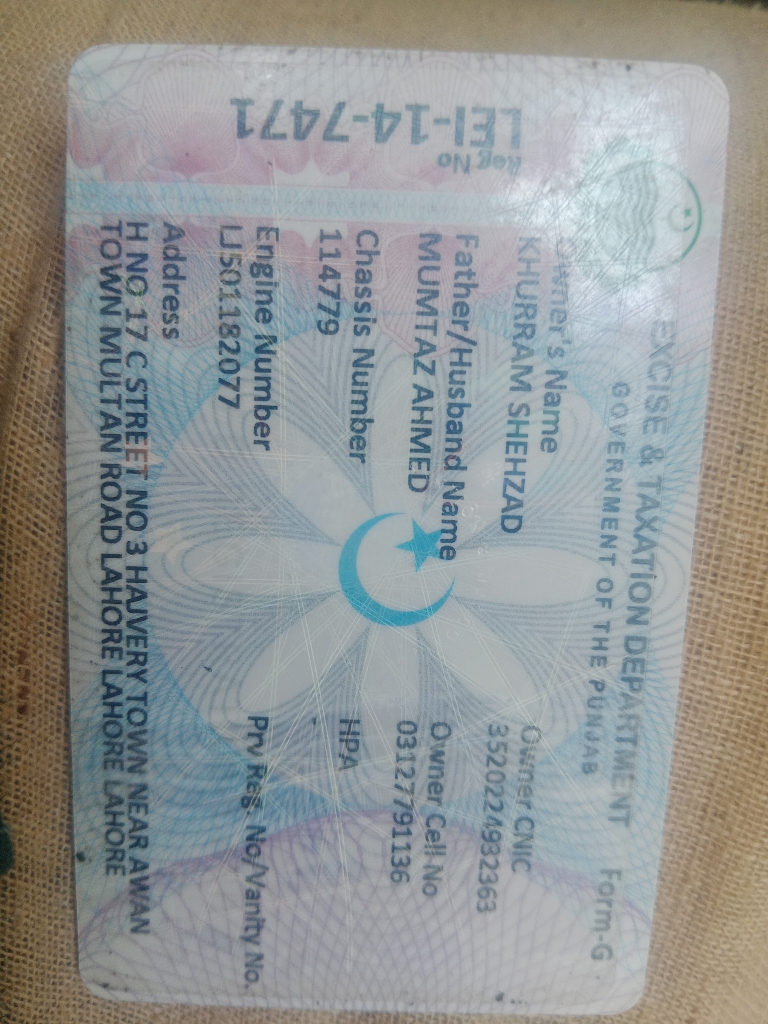 EXCISE & TAXATION DEPARTMENT Form-G
GOVERNMENT OF THE PUNJAB
Reg No
LEI-14-7471
Owner's Name
KHURRAM SHEHZAD
Owner CNIC
3520224932363
Father/Husband Name
MUMTAZ AHMED
Owner Cell No
03127791136
Chassis Number
114779
HPA
-
Engine Number
LJ501182077
Prv Reg. No/Vanity No.
Address
H NO 17 C STREET NO 3 HAJVERY TOWN NEAR AWAN
TOWN MULTAN ROAD LAHORE LAHORE LAHORE